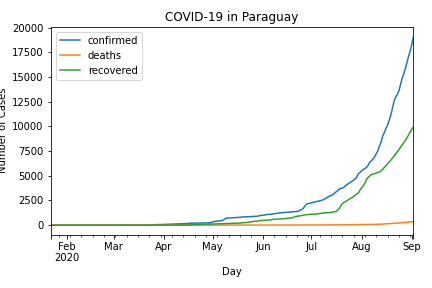 COVID-19 in Paraguay
confirmed
deaths
recovered
20000
17500
15000
12500
10000
7500
5000
2500
0
Number of Cases
Feb Mar Apr May Jun Jul Aug Sep
2020
Day